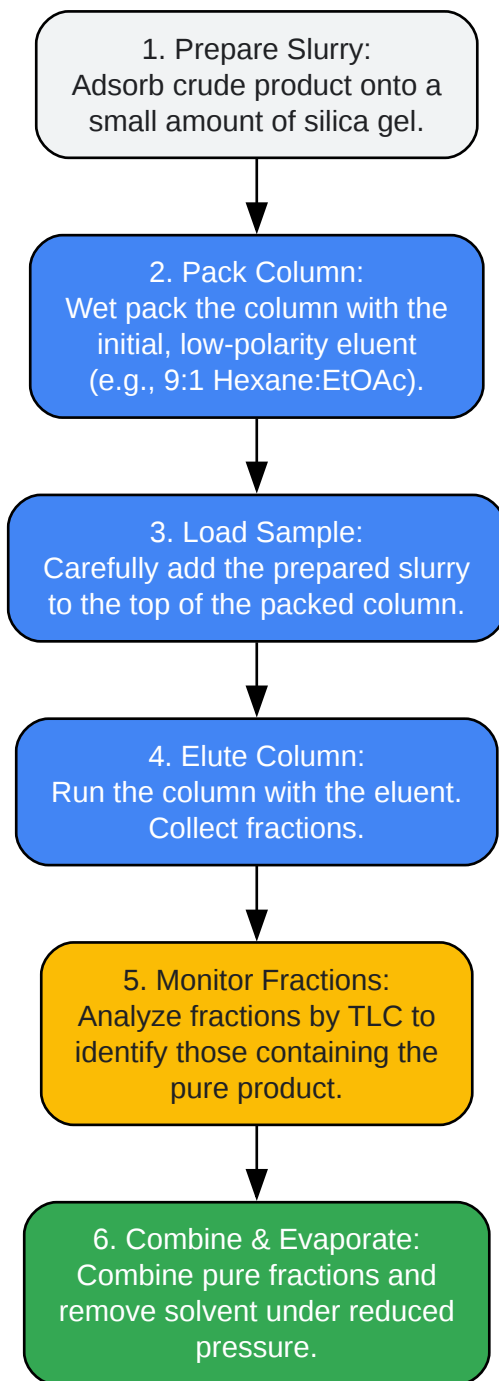 1. Prepare Slurry:
Adsorb crude product onto a
small amount of silica gel.
2. Pack Column:
Wet pack the column with the
initial, low-polarity eluent
(e.g., 9:1 Hexane:EtOAc).
3. Load Sample:
Carefully add the prepared slurry
to the top of the packed column.
4. Elute Column:
Run the column with the eluent.
Collect fractions.
5. Monitor Fractions:
Analyze fractions by TLC to
identify those containing the
pure product.
6. Combine & Evaporate:
Combine pure fractions and
remove solvent under reduced
pressure.